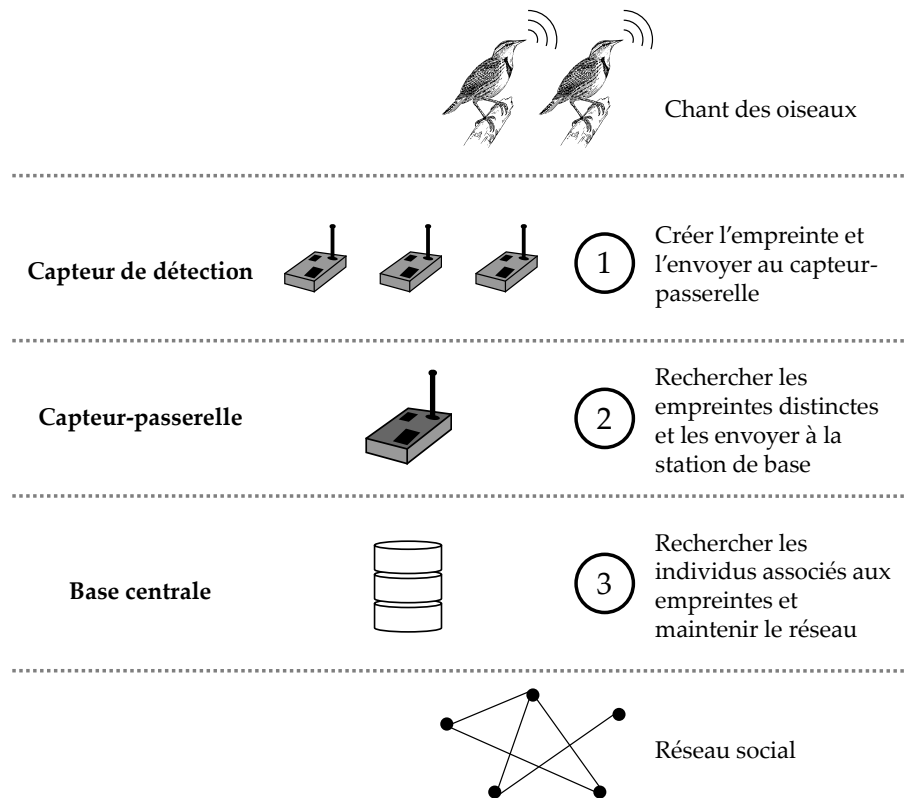 Chant des oiseaux
Capteur de détection
1
Créer l'empreinte et
l'envoyer au capteur-
passerelle
Capteur-passerelle
2
Rechercher les
empreintes distinctes
et les envoyer à la
station de base
Base centrale
3
Rechercher les
individus associés aux
empreintes et
maintenir le réseau
Réseau social